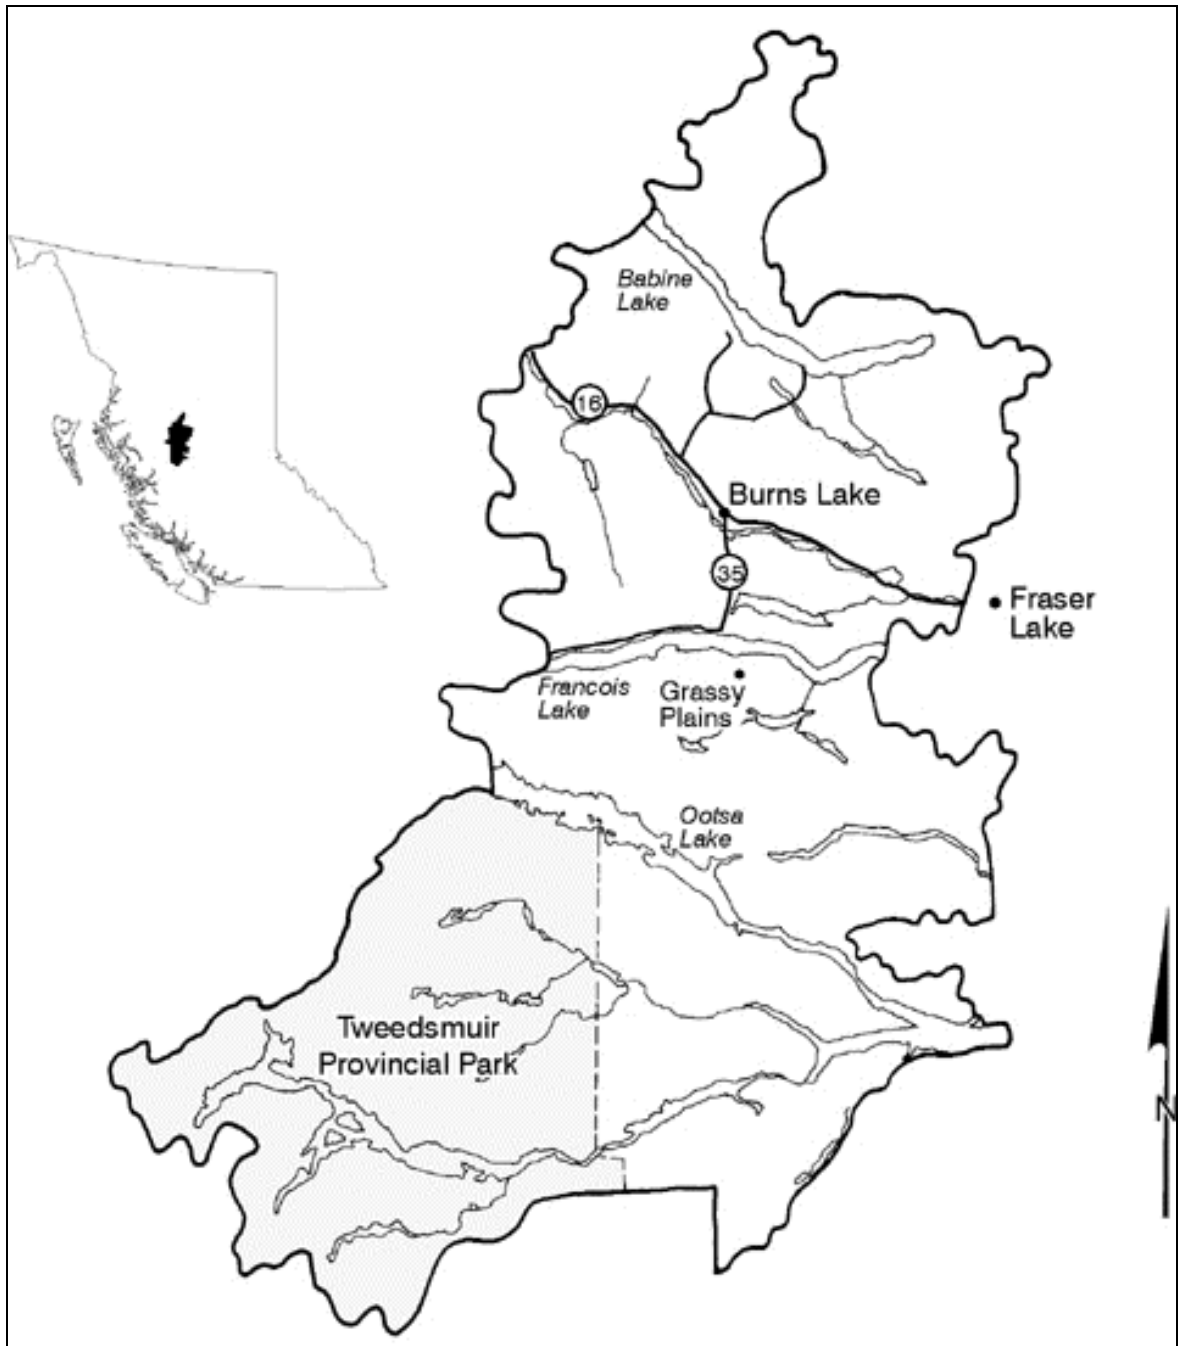 Babine
Lake
16
Burns Lake
35
Fraser
Lake
Francois
Lake
Grassy
Plains
Ootsa
Lake
Tweedsmuir
Provincial Park
N